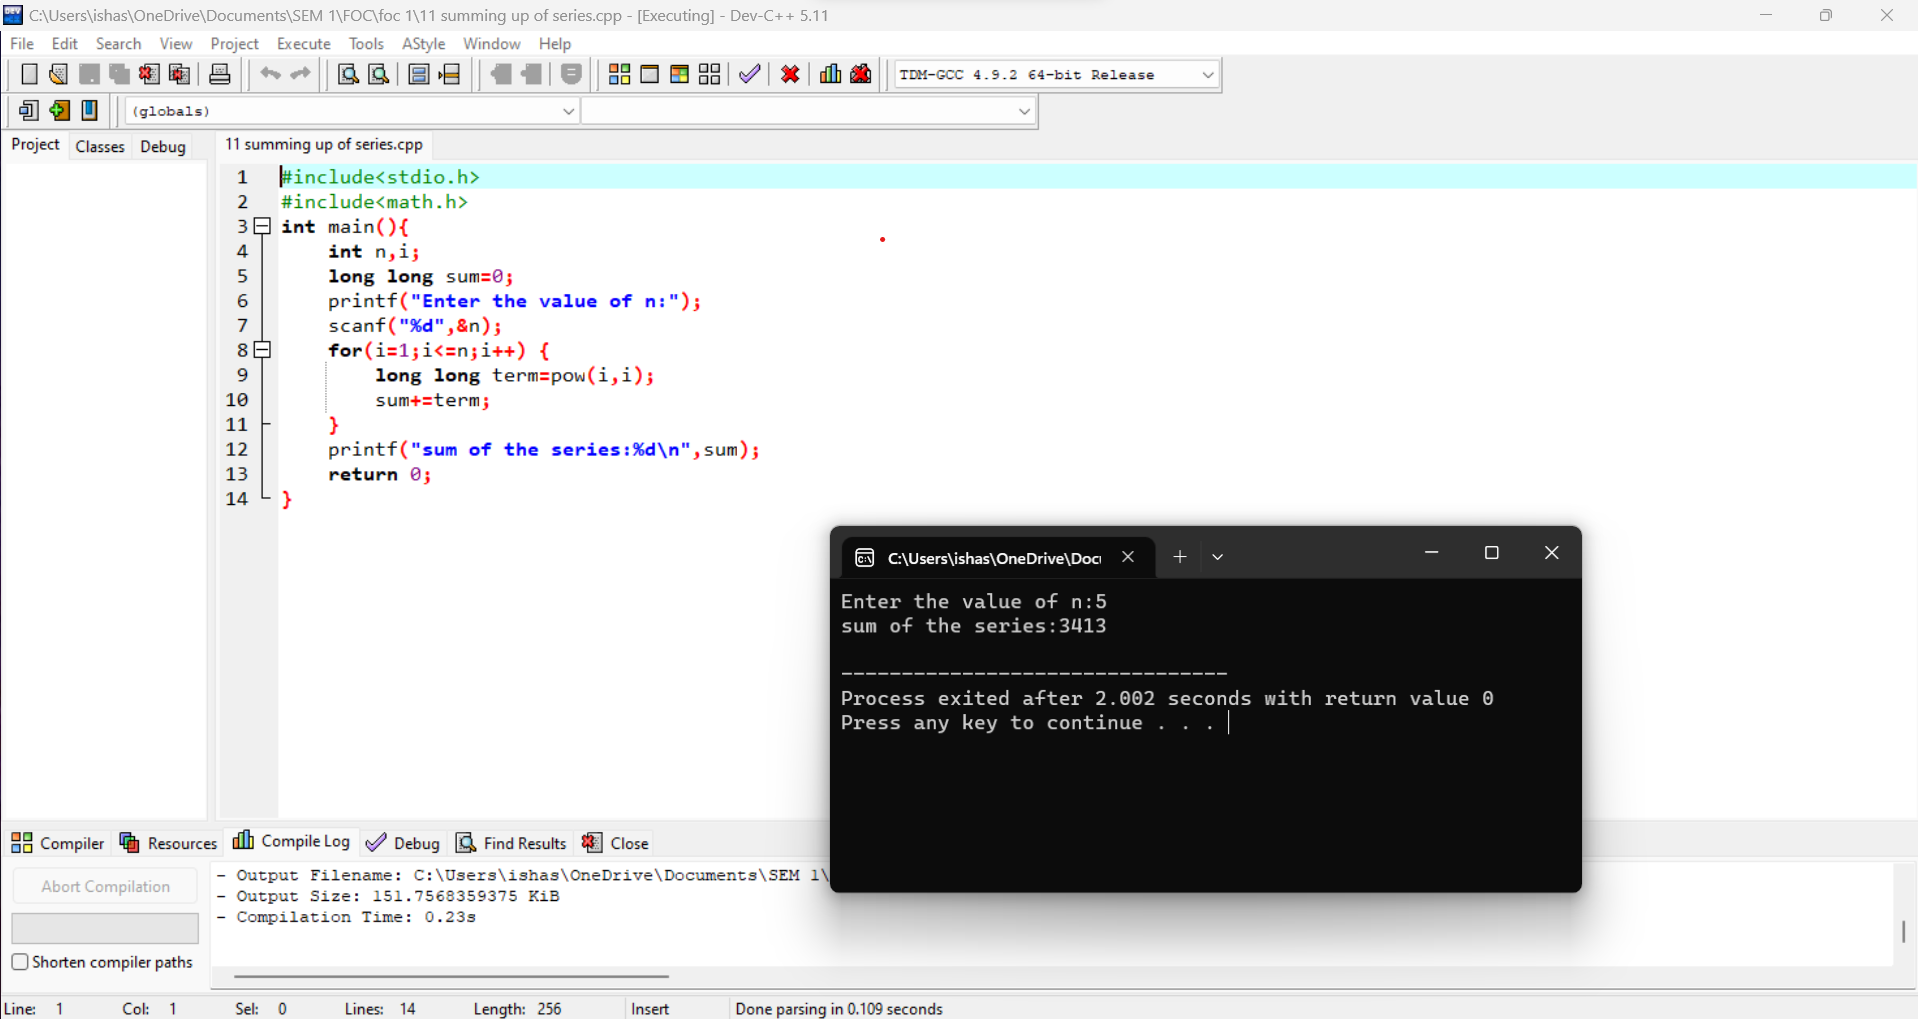 C:\Users\ishas\OneDrive\Documents\SEM 1\FOC\foc 1\11 summing up of series.cpp - [Executing] - Dev-C++ 5.11
File Edit Search View Project Execute Tools AStyle Window Help
TDM-GCC 4.9.2 64-bit Release
(globals)
Project Classes Debug
11 summing up of series.cpp
1 #include<stdio.h>
2 #include<math.h>
3 int main(){
4 int n,i;
5 long long sum=0;
6 printf("Enter the value of n:");
7 scanf("%d",&n);
8 for(i=1;i<=n;i++) {
9 long long term=pow(i,i);
10 sum+=term;
11 }
12 printf("sum of the series:%d\n",sum);
13 return 0;
14 }
C:\Users\ishas\OneDrive\Doc
Enter the value of n:5
sum of the series:3413
--------------------------------
Process exited after 2.002 seconds with return value 0
Press any key to continue . . .
Compiler Resources Compile Log Debug Find Results Close
Abort Compilation
Shorten compiler paths
- Output Filename: C:\Users\ishas\OneDrive\Documents\SEM 1\
- Output Size: 151.7568359375 KiB
- Compilation Time: 0.23s
Line: 1 Col: 1 Sel: 0 Lines: 14 Length: 256 Insert Done parsing in 0.109 seconds